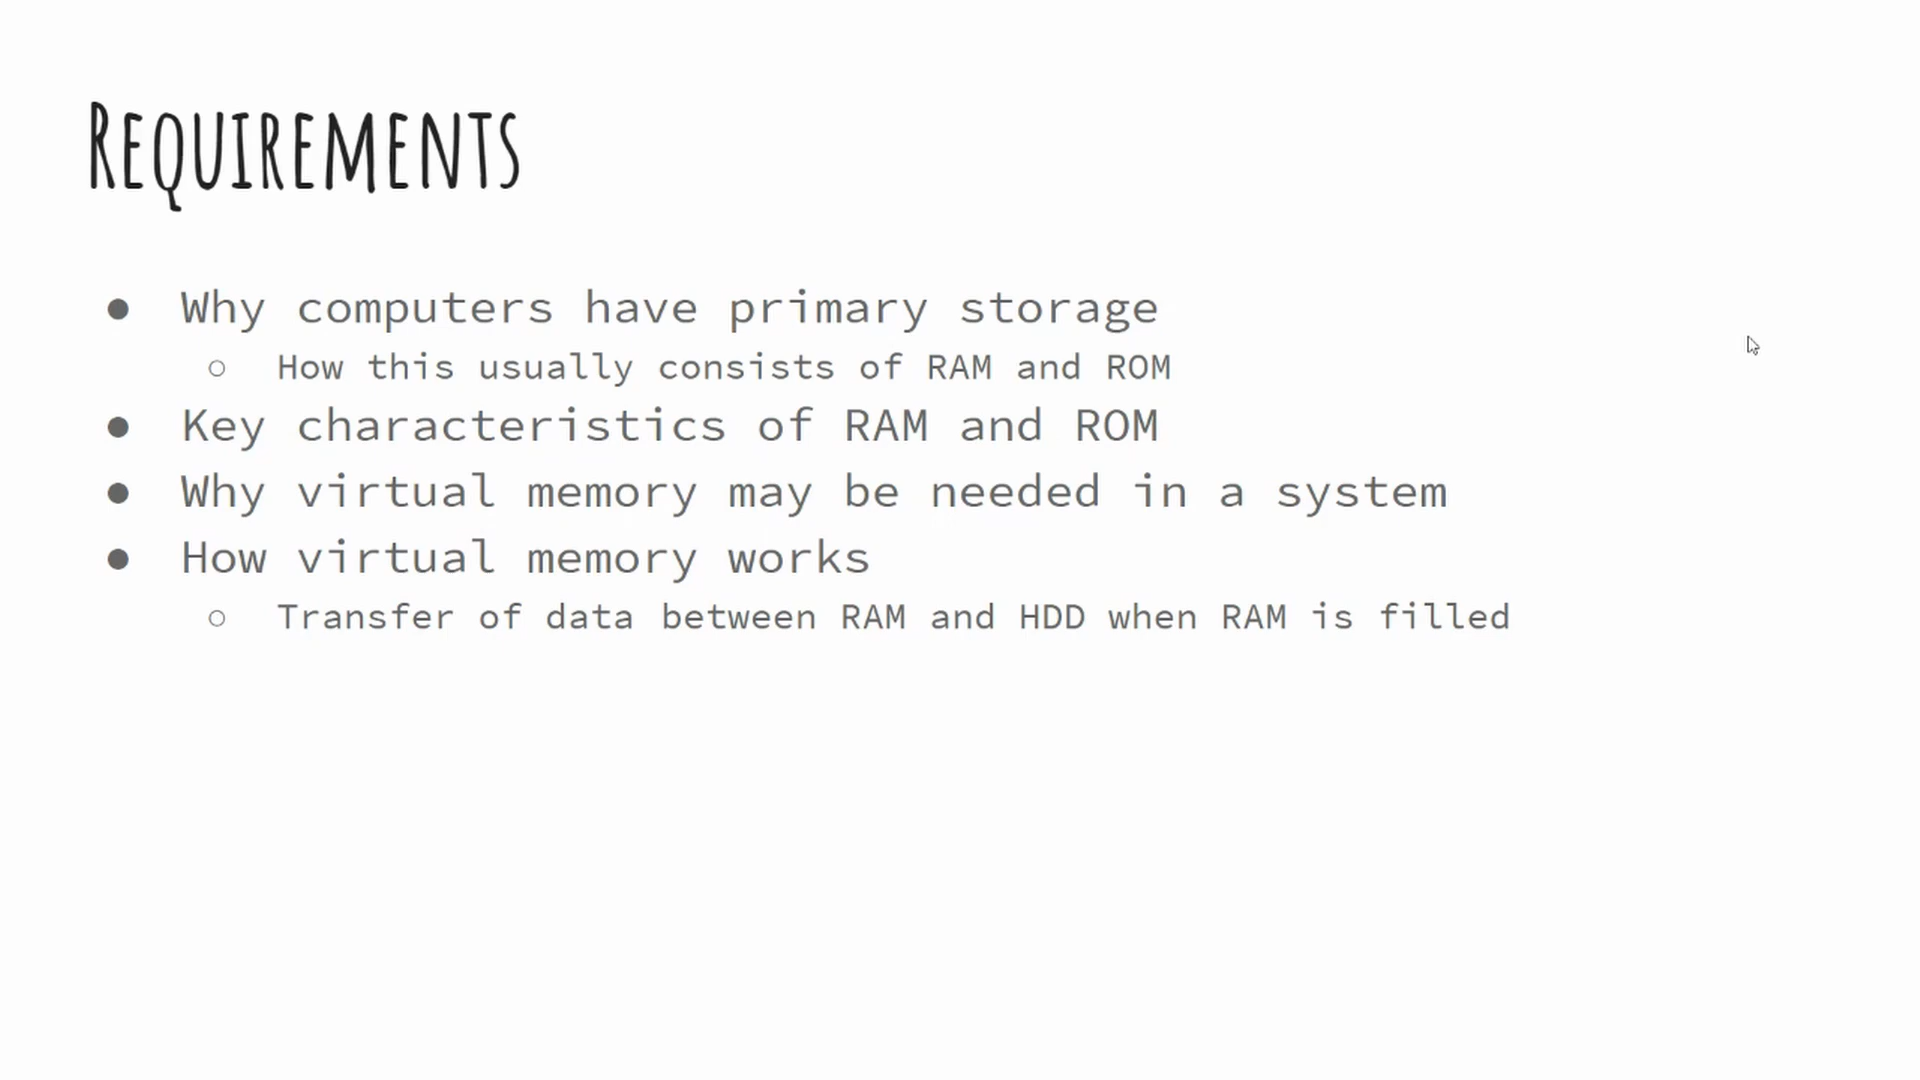 Requirements
● Why computers have primary storage
○ How this usually consists of RAM and ROM
● Key characteristics of RAM and ROM
● Why virtual memory may be needed in a system
● How virtual memory works
○ Transfer of data between RAM and HDD when RAM is filled